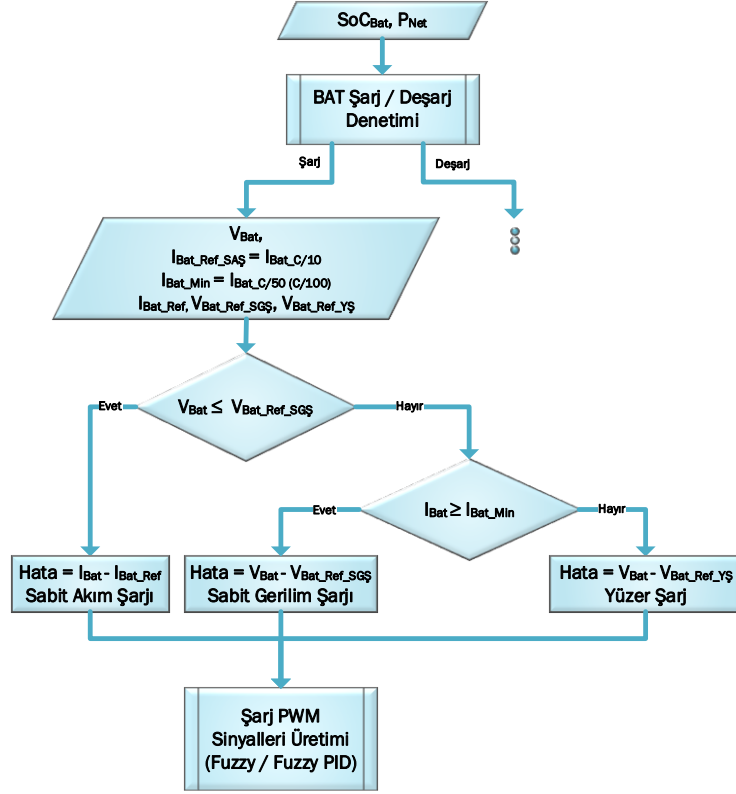 SoCBat, PNet
BAT Şarj / Deşarj
Denetimi
Şarj
Deşarj
VBat,
IBat_Ref_SAŞ = IBat_C/10
IBat_Min = IBat_C/50 (C/100)
IBat_Ref, VBat_Ref_SGŞ, VBat_Ref_YŞ
VBat ≤ VBat_Ref_SGŞ
Evet
Hayır
IBat ≥ IBat_Min
Evet
Hayır
Hata = IBat - IBat_Ref
Sabit Akım Şarjı
Hata = VBat - VBat_Ref_SGŞ
Sabit Gerilim Şarjı
Hata = VBat - VBat_Ref_YŞ
Yüzer Şarj
Şarj PWM
Sinyalleri Üretimi
(Fuzzy / Fuzzy PID)